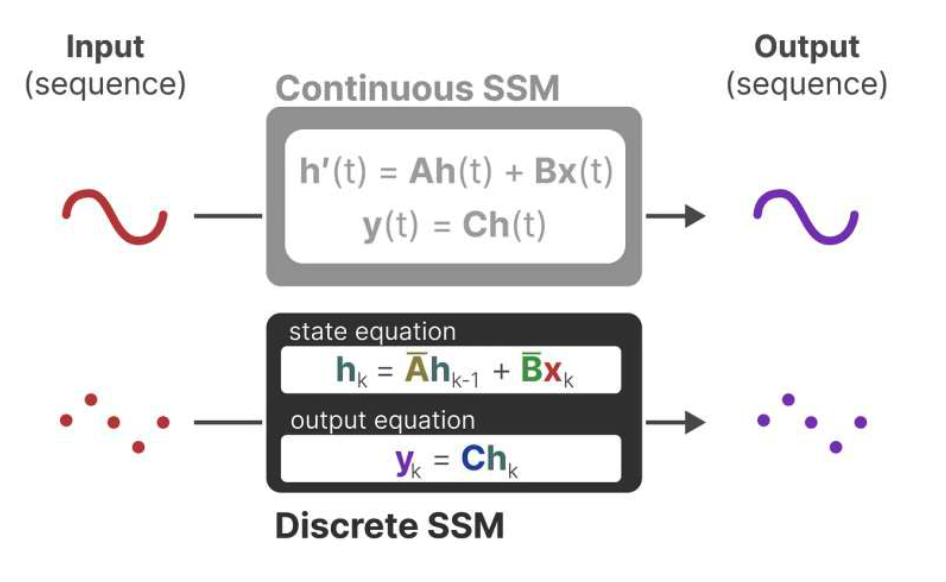 Input
(sequence)
Output
(sequence)
Continuous SSM
h′(t) = Ah(t) + Bx(t)
y(t) = Ch(t)
state equation
hₖ = A̅hₖ₋₁ + B̅xₖ
output equation
yₖ = Chₖ
Discrete SSM